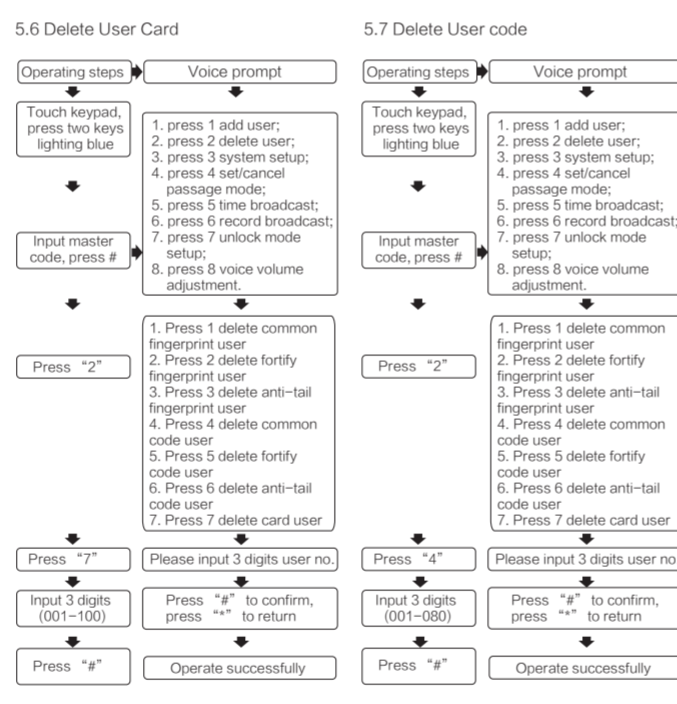 5.6 Delete User Card
Operating steps
Voice prompt
Touch keypad,
press two keys
lighting blue
Input master
code, press #
1. press 1 add user;
2. press 2 delete user;
3. press 3 system setup;
4. press 4 set/cancel
passage mode;
5. press 5 time broadcast;
6. press 6 record broadcast;
7. press 7 unlock mode
setup;
8. press 8 voice volume
adjustment.
Press "2"
1. Press 1 delete common
fingerprint user
2. Press 2 delete fortify
fingerprint user
3. Press 3 delete anti-tail
fingerprint user
4. Press 4 delete common
code user
5. Press 5 delete fortify
code user
6. Press 6 delete anti-tail
code user
7. Press 7 delete card user
Press "7"
Please input 3 digits user no.
Input 3 digits
(001-100)
Press "#" to confirm,
press "*" to return
Press "#"
Operate successfully
5.7 Delete User code
Operating steps
Voice prompt
Touch keypad,
press two keys
lighting blue
Input master
code, press #
1. press 1 add user;
2. press 2 delete user;
3. press 3 system setup;
4. press 4 set/cancel
passage mode;
5. press 5 time broadcast;
6. press 6 record broadcast;
7. press 7 unlock mode
setup;
8. press 8 voice volume
adjustment.
Press "2"
1. Press 1 delete common
fingerprint user
2. Press 2 delete fortify
fingerprint user
3. Press 3 delete anti-tail
fingerprint user
4. Press 4 delete common
code user
5. Press 5 delete fortify
code user
6. Press 6 delete anti-tail
code user
7. Press 7 delete card user
Press "4"
Please input 3 digits user no
Input 3 digits
(001-080)
Press "#" to confirm,
press "*" to return
Press "#"
Operate successfully